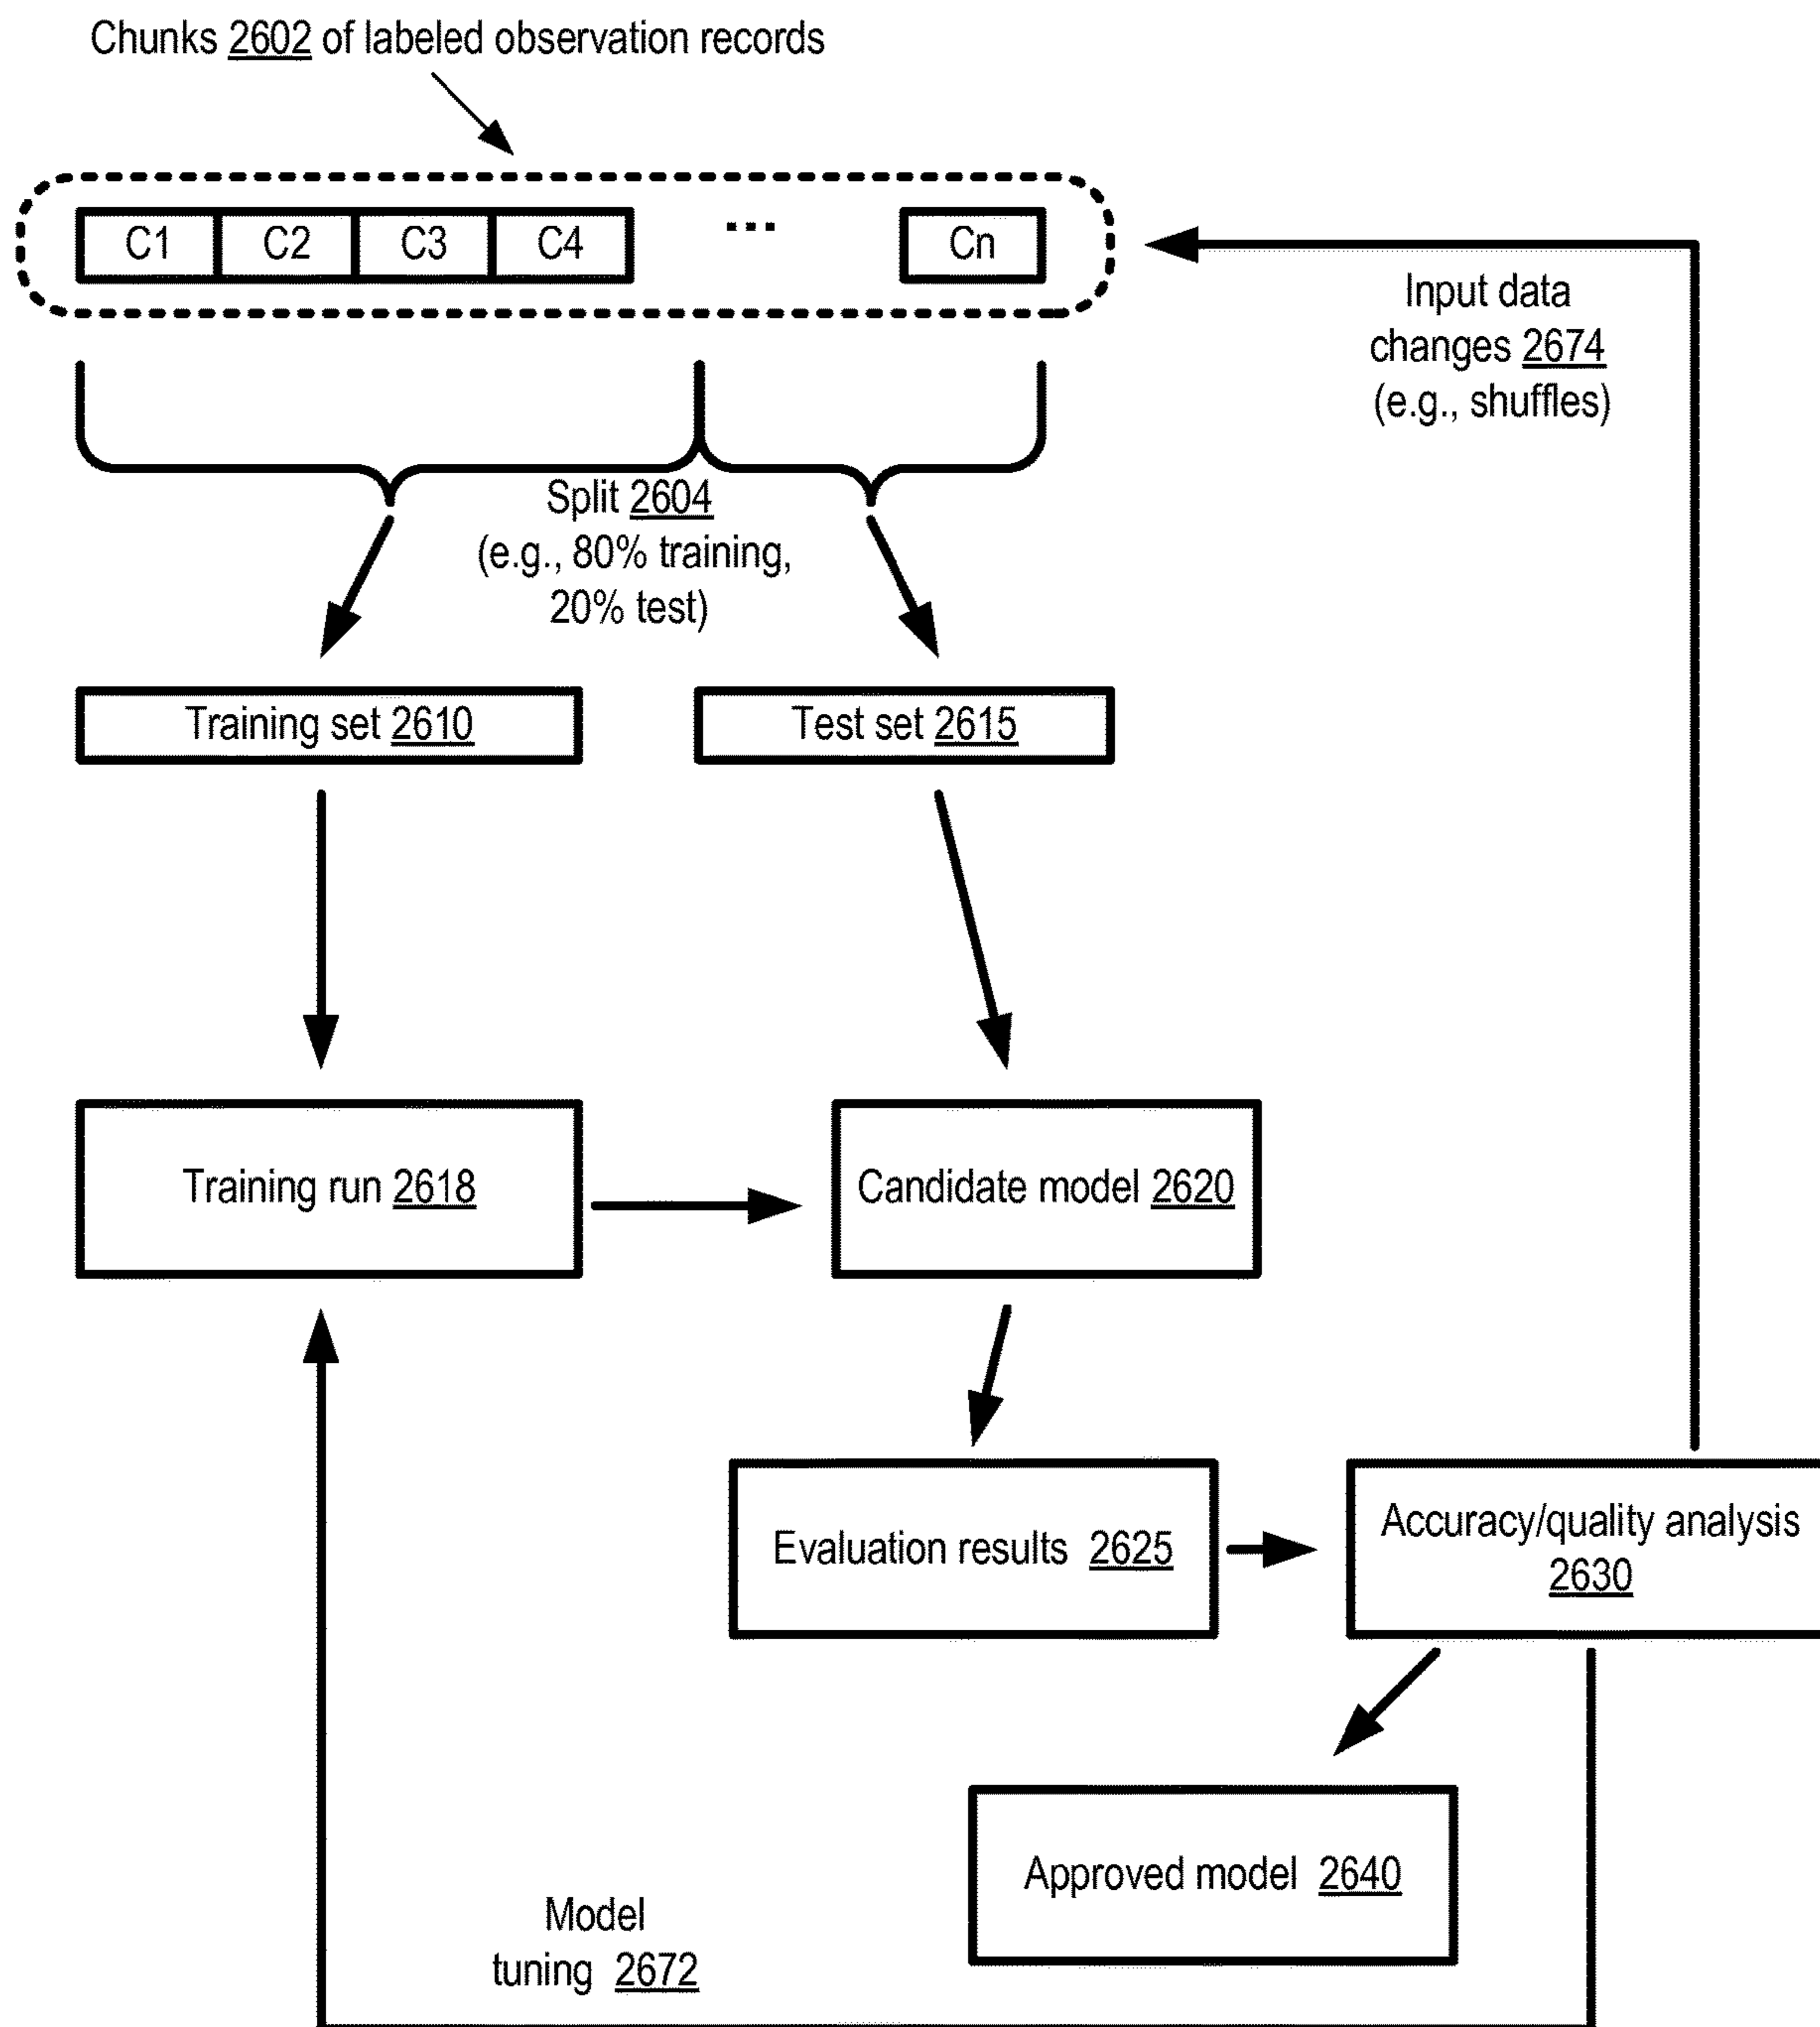 Chunks 2602 of labeled observation records
C1 C2 C3 C4 ... Cn
Input data
changes 2674
(e.g., shuffles)
Split 2604
(e.g., 80% training,
20% test)
Training set 2610
Test set 2615
Training run 2618
Candidate model 2620
Evaluation results 2625
Accuracy/quality analysis
2630
Approved model 2640
Model
tuning 2672